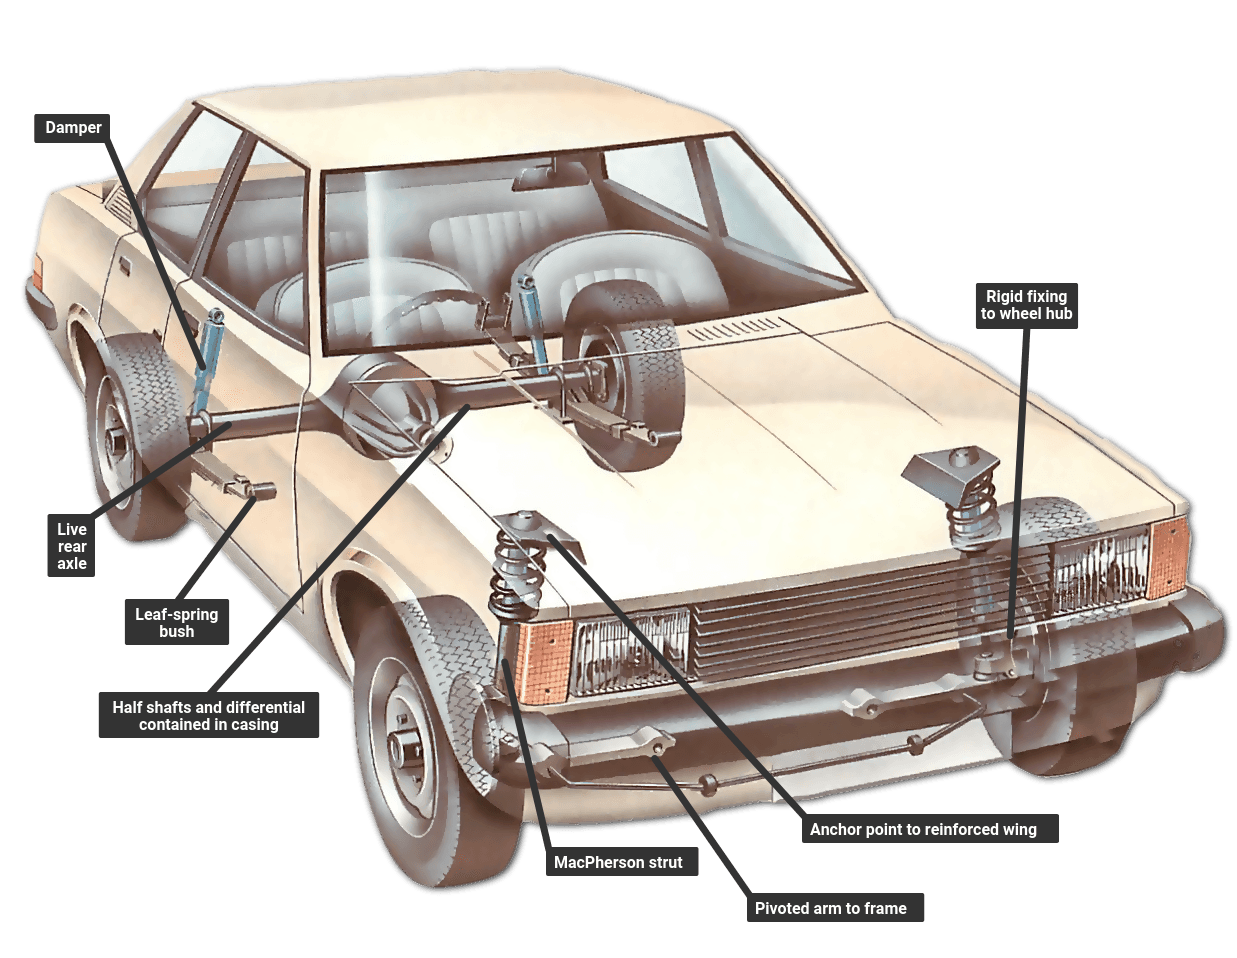 Damper
Rigid fixing
to wheel hub
Live
rear
axle
Leaf-spring
bush
Half shafts and differential
contained in casing
Anchor point to reinforced wing
MacPherson strut
Pivoted arm to frame